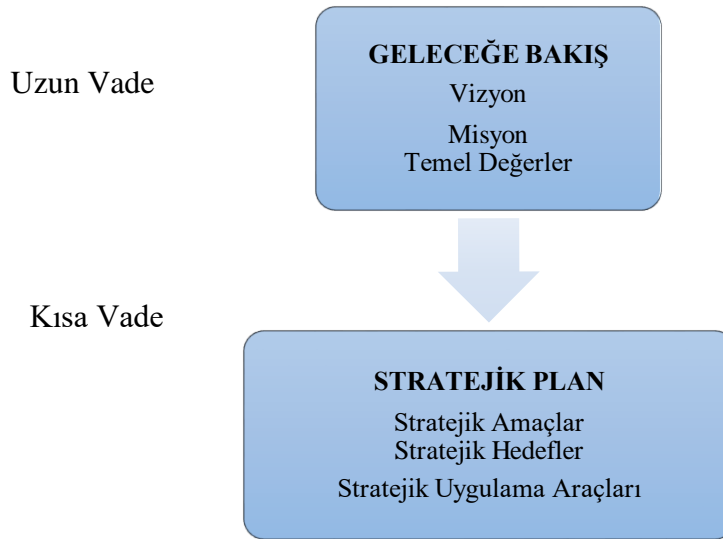 GELECEĞE BAKIŞ
Uzun Vade
Vizyon
Misyon
Temel Değerler
Kısa Vade
STRATEJİK PLAN
Stratejik Amaçlar
Stratejik Hedefler
Stratejik Uygulama Araçları